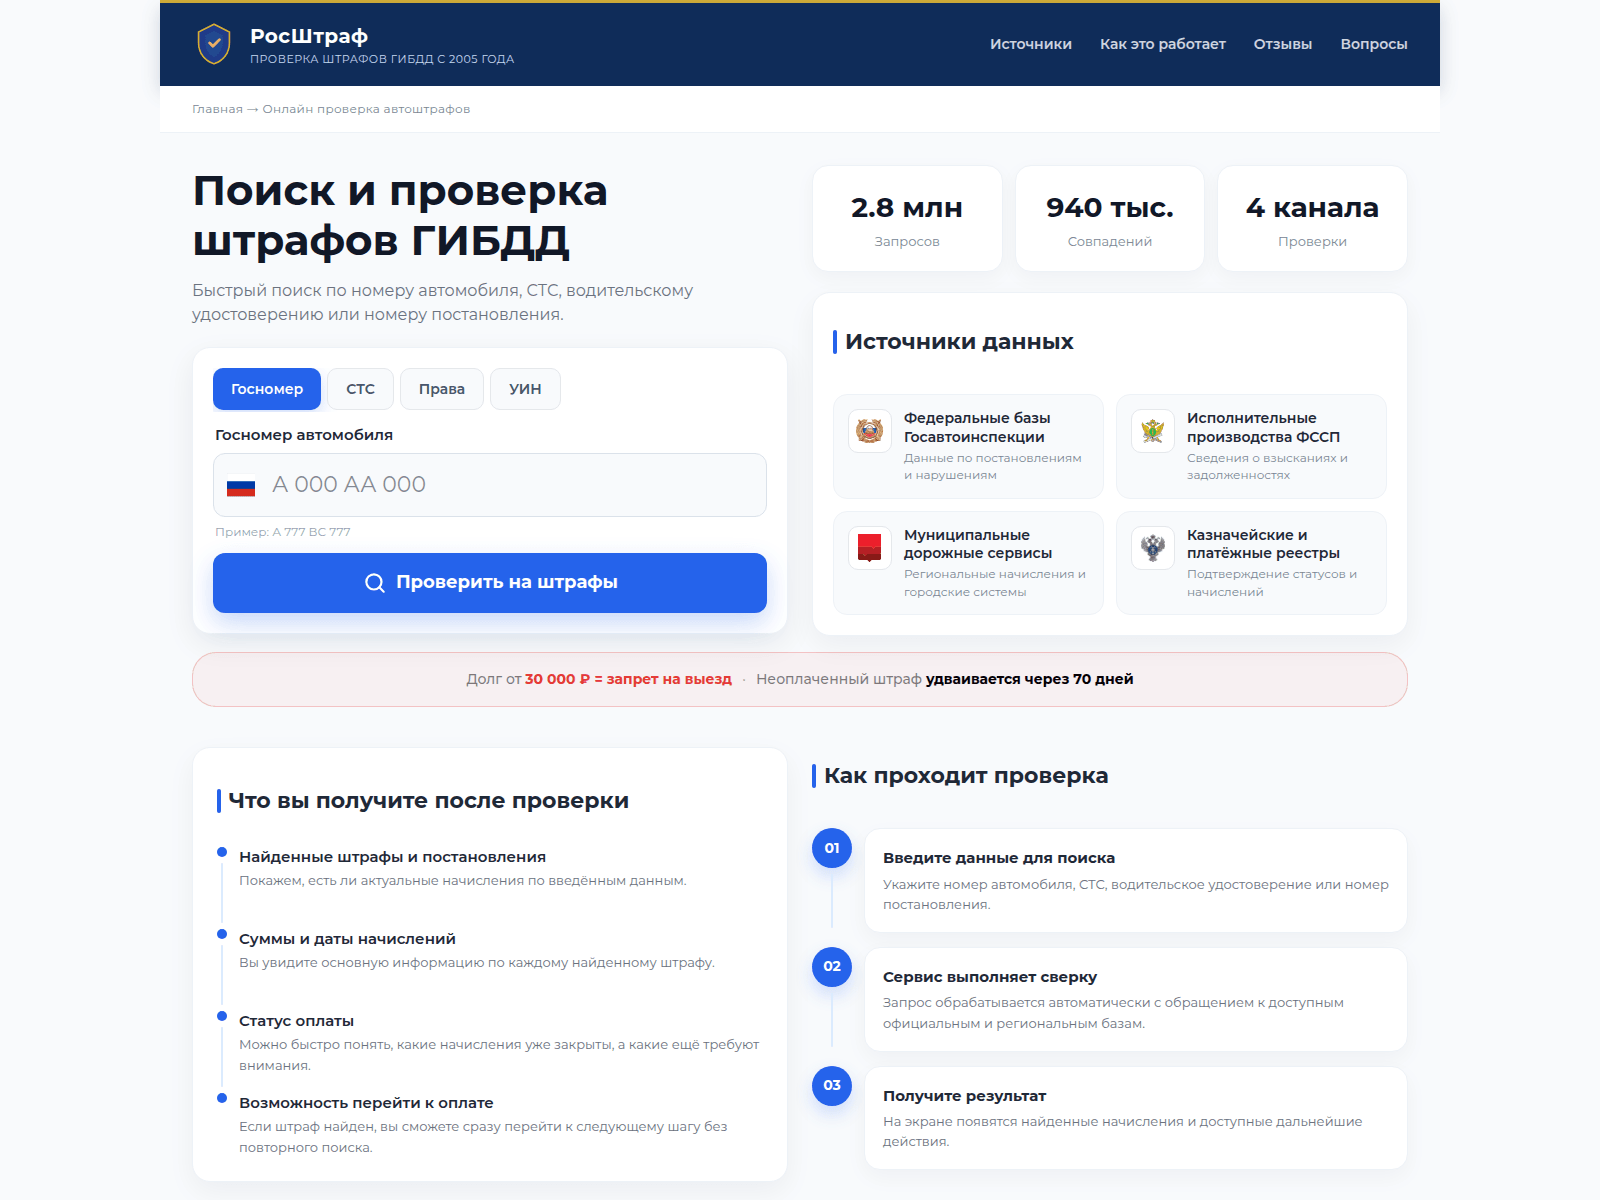 РосШтраф
ПРОВЕРКА ШТРАФОВ ГИБДД С 2005 ГОДА
Источники
Как это работает
Отзывы
Вопросы
Главная → Онлайн проверка автоштрафов
Поиск и проверка
штрафов ГИБДД
Быстрый поиск по номеру автомобиля, СТС, водительскому
удостоверению или номеру постановления.
Госномер
СТС
Права
УИН
Госномер автомобиля
А 000 АА 000
Пример: А 777 ВС 777
Проверить на штрафы
2.8 млн
Запросов
940 тыс.
Совпадений
4 канала
Проверки
Источники данных
Федеральные базы
Госавтоинспекции
Данные по постановлениям
и нарушениям
Исполнительные
производства ФССП
Сведения о взысканиях и
задолженностях
Муниципальные
дорожные сервисы
Региональные начисления и
городские системы
Казначейские и
платёжные реестры
Подтверждение статусов и
начислений
Долг от 30 000 ₽ = запрет на выезд · Неоплаченный штраф удваивается через 70 дней
Что вы получите после проверки
Найденные штрафы и постановления
Покажем, есть ли актуальные начисления по введённым данным.
Суммы и даты начислений
Вы увидите основную информацию по каждому найденному штрафу.
Статус оплаты
Можно быстро понять, какие начисления уже закрыты, а какие ещё требуют
внимания.
Возможность перейти к оплате
Если штраф найден, вы сможете сразу перейти к следующему шагу без
повторного поиска.
Как проходит проверка
01
Введите данные для поиска
Укажите номер автомобиля, СТС, водительское удостоверение или номер
постановления.
02
Сервис выполняет сверку
Запрос обрабатывается автоматически с обращением к доступным
официальным и региональным базам.
03
Получите результат
На экране появятся найденные начисления и доступные дальнейшие
действия.